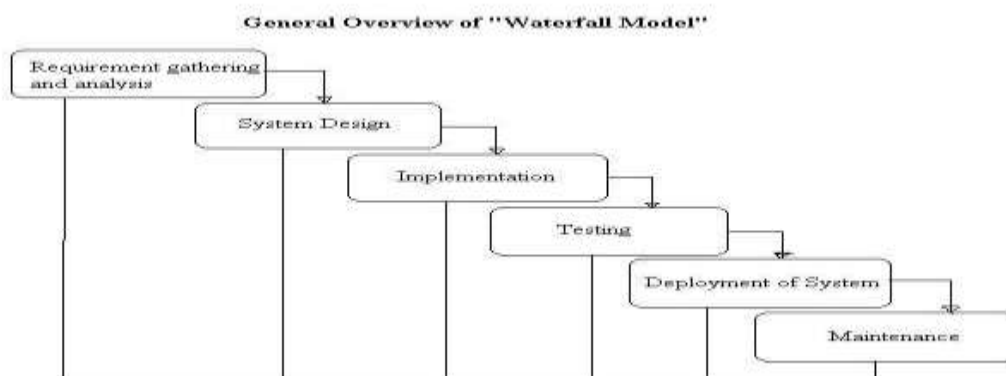 General Overview of "Waterfall Model"
Requirement gathering
and analysis
System Design
Implementation
Testing
Deployment of System
Maintenance